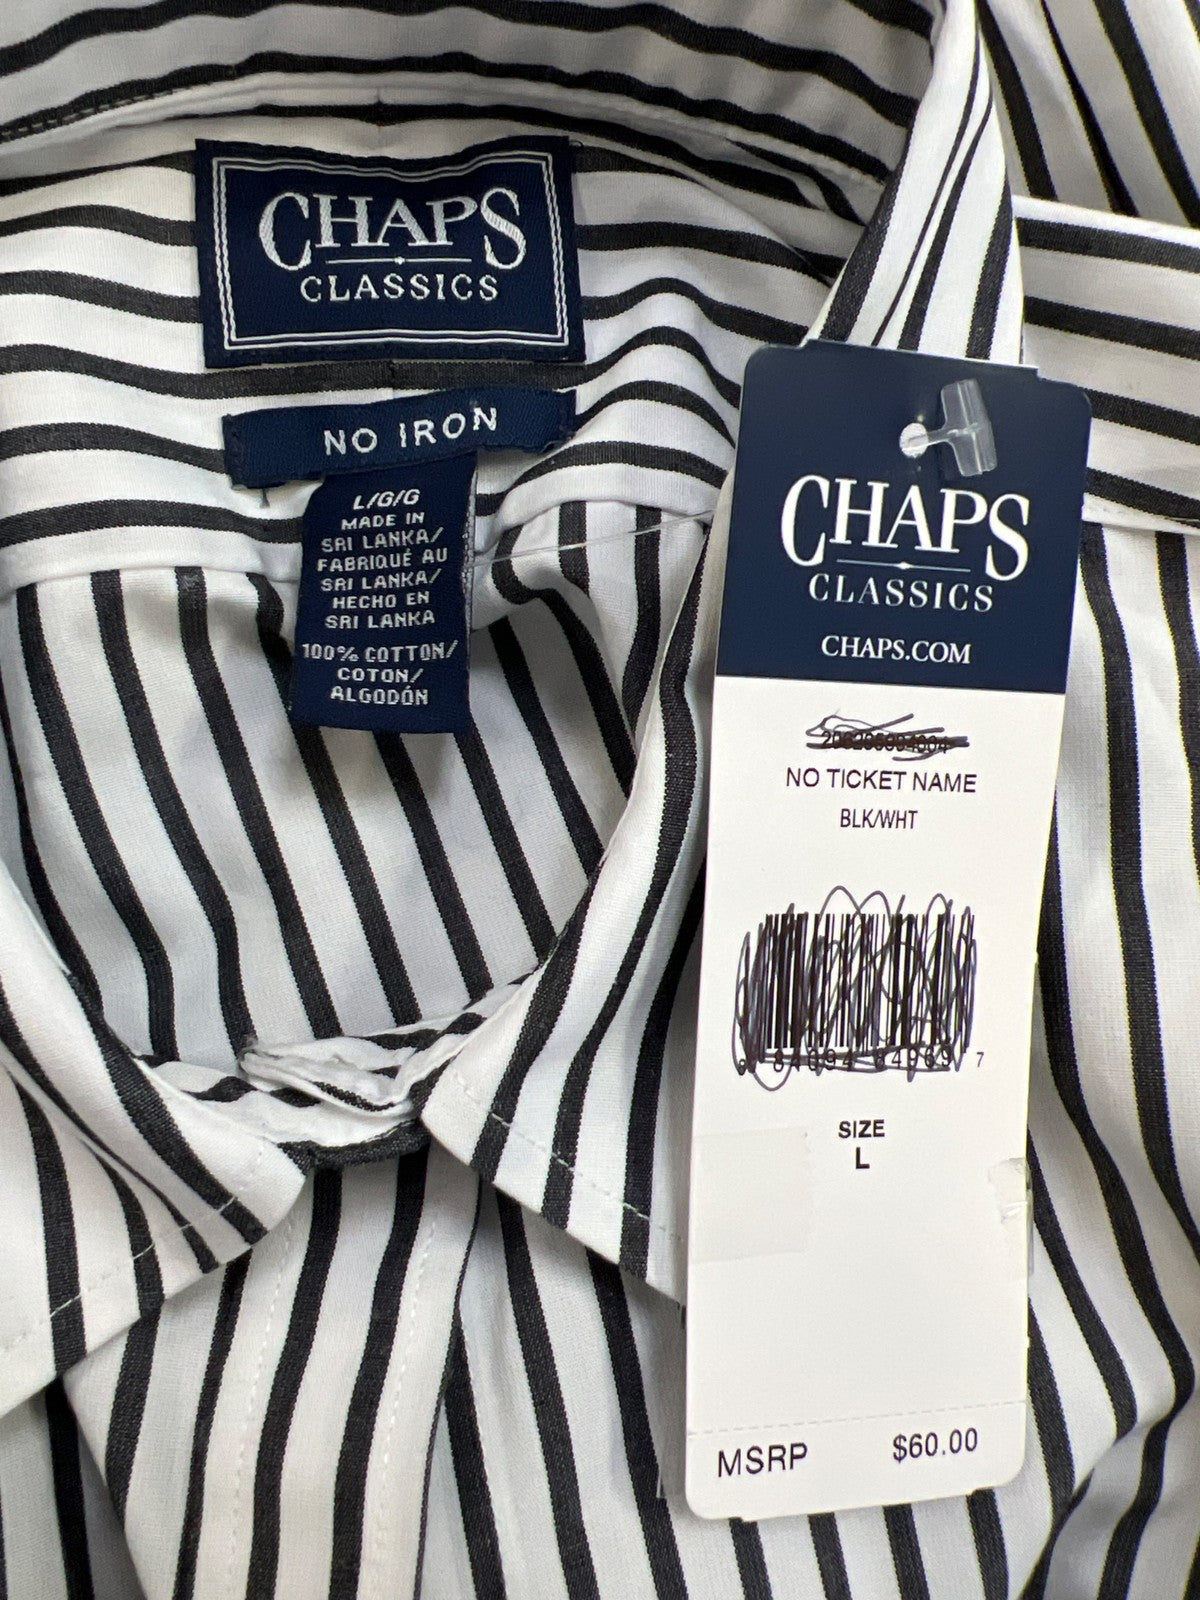 CHAPS
CLASSICS
NO IRON
L/G/G
MADE IN
SRI LANKA/
FABRIQUÉ AU
SRI LANKA/
HECHO EN
SRI LANKA
100% COTTON/
COTON/
ALGODÓN
CHAPS
CLASSICS
CHAPS.COM
NO TICKET NAME
BLK/WHT
7
SIZE
L
MSRP $60.00